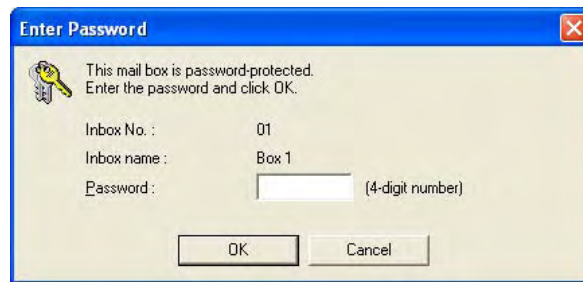 Enter Password
This mail box is password-protected.
Enter the password and click OK.
Inbox No. : 01
Inbox name : Box 1
Password : (4-digit number)
OK Cancel